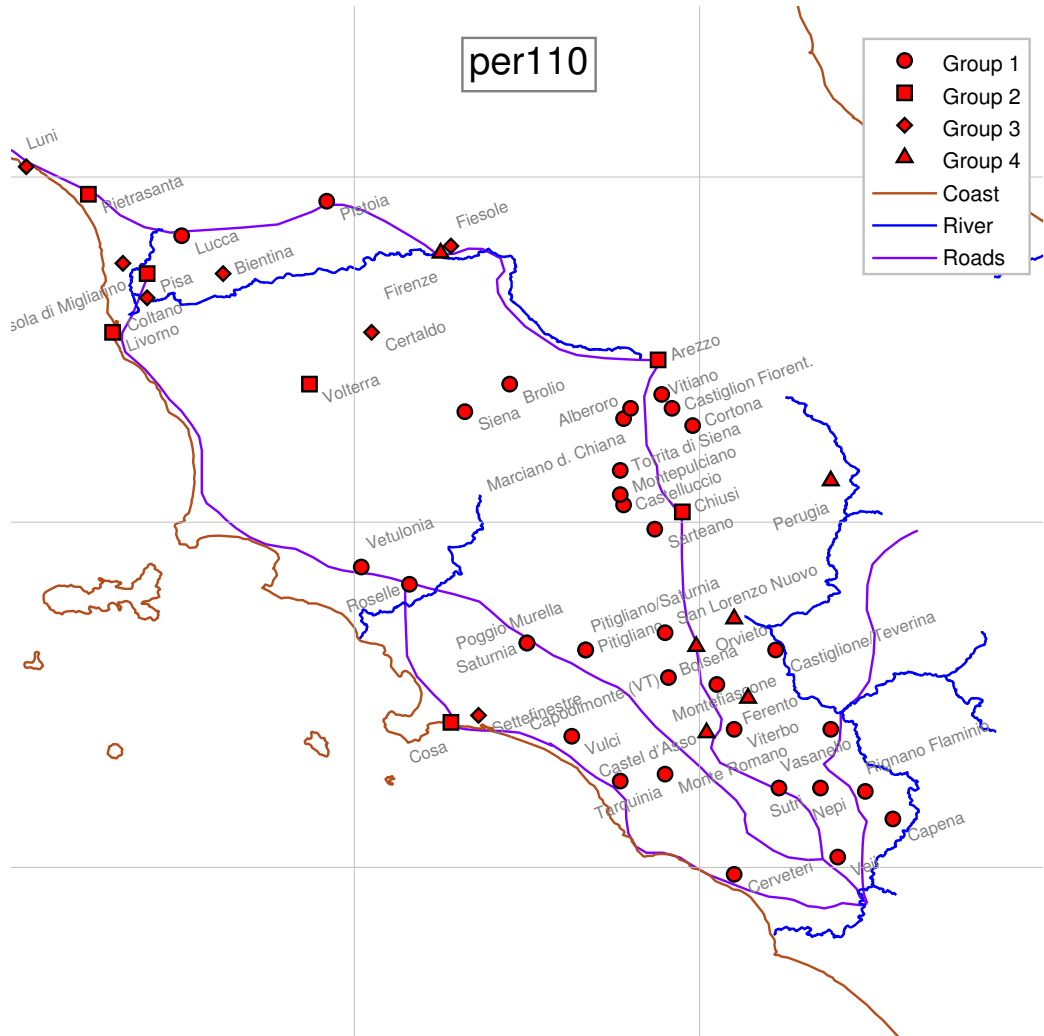 per110
Group 1
Group 2
Group 3
Group 4
Coast
River
Roads
Luni
Pietrasanta
Pistoia
Fiesole
Lucca
Bientina
Firenze
sola di Migliarino
Pisa
Coltano
Livorno
Certaldo
Arezzo
Volterra
Brolio
Siena
Vitiano
Castiglion Fiorent.
Alberoro
Cortona
Marciano d. Chiana
Torrita di Siena
Montepulciano
Castelluccio
Chiusi
Sarteano
Perugia
Vetulonia
Roselle
Poggio Murella
Saturnia
Pitigliano/Saturnia
Pitigliano
San Lorenzo Nuovo
Orvieto
Castiglione/Teverina
Bolsena
Capodimonte (VT)
Montefiascone
Settefinestre
Cosa
Ferento
Vulci
Viterbo
Castel d'Asso
Vasanello
Rignano Flaminio
Monte Romano
Tarquinia
Sutri
Nepi
Capena
Veii
Cerveteri